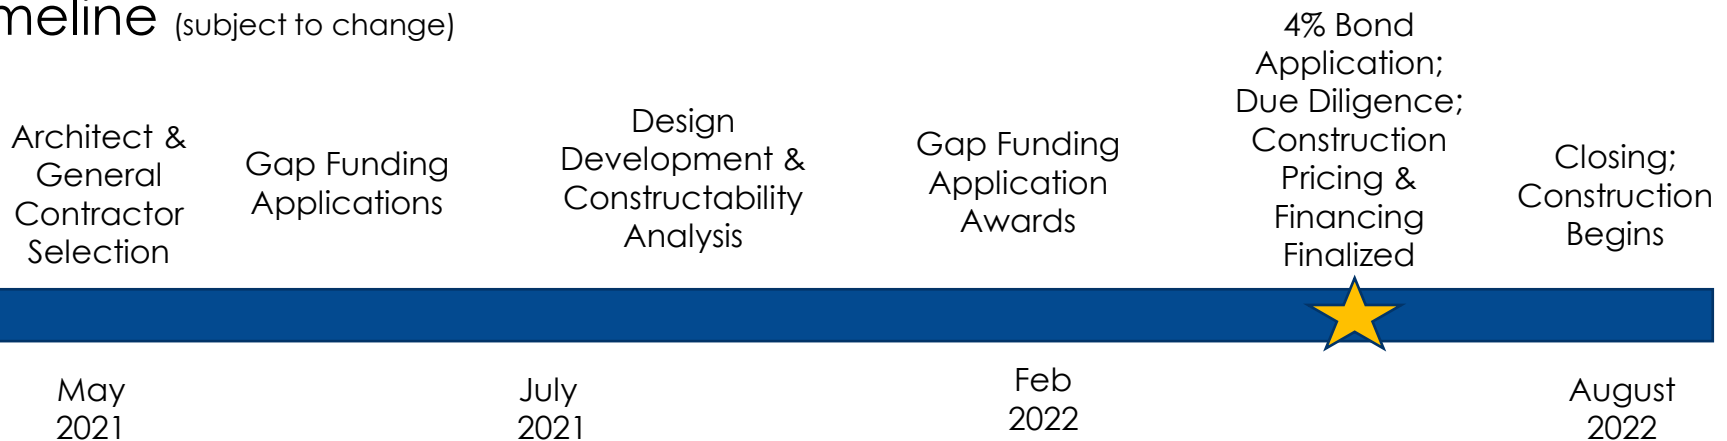 meline (subject to change)
Architect &
General
Contractor
Selection
Gap Funding
Applications
Design
Development &
Constructability
Analysis
Gap Funding
Application
Awards
4% Bond
Application;
Due Diligence;
Construction
Pricing &
Financing
Finalized
Closing;
Construction
Begins
May
2021
July
2021
Feb
2022
August
2022